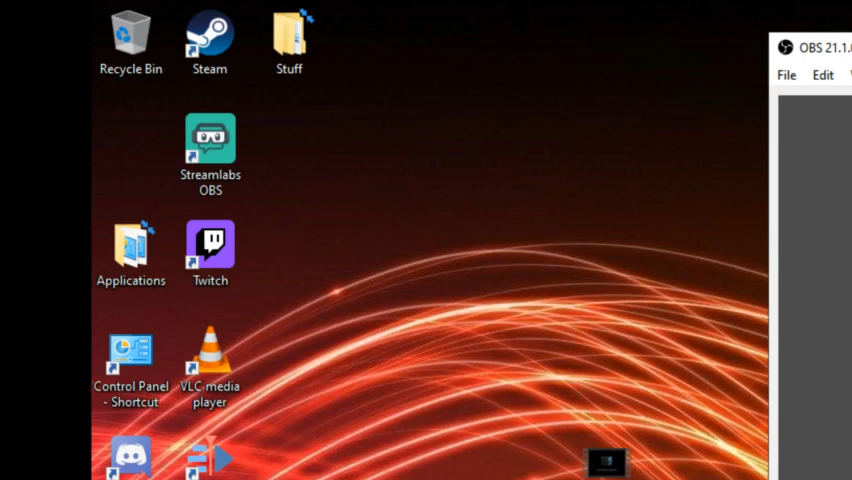 Recycle Bin
Steam
Stuff
Streamlabs
OBS
Applications
Twitch
Control Panel
- Shortcut
VLC media
player
OBS 21.1.
File Edit